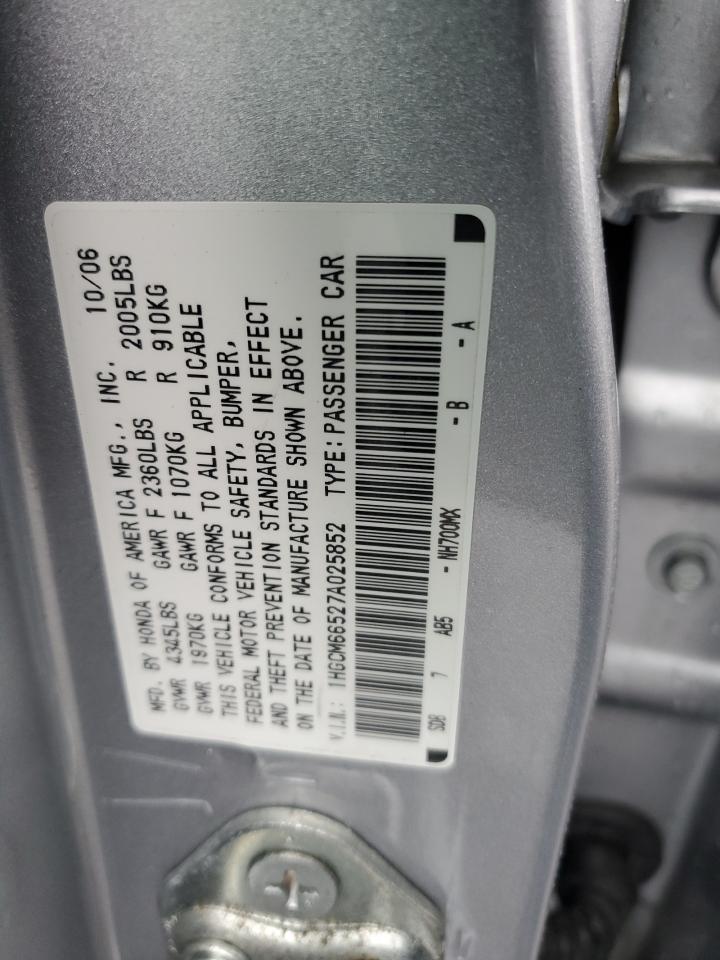 MFD. BY HONDA OF AMERICA MFG., INC. 10/06
GVWR 4345LBS GAWR F 2360LBS R 2005LBS
GVWR 1970KG GAWR F 1070KG R 910KG
THIS VEHICLE CONFORMS TO ALL APPLICABLE
FEDERAL MOTOR VEHICLE SAFETY, BUMPER,
AND THEFT PREVENTION STANDARDS IN EFFECT
ON THE DATE OF MANUFACTURE SHOWN ABOVE.
V.I.N.: 1HGCM66527A025852 TYPE:PASSENGER CAR
SDB 7 AB5 - NH700MX - B - A